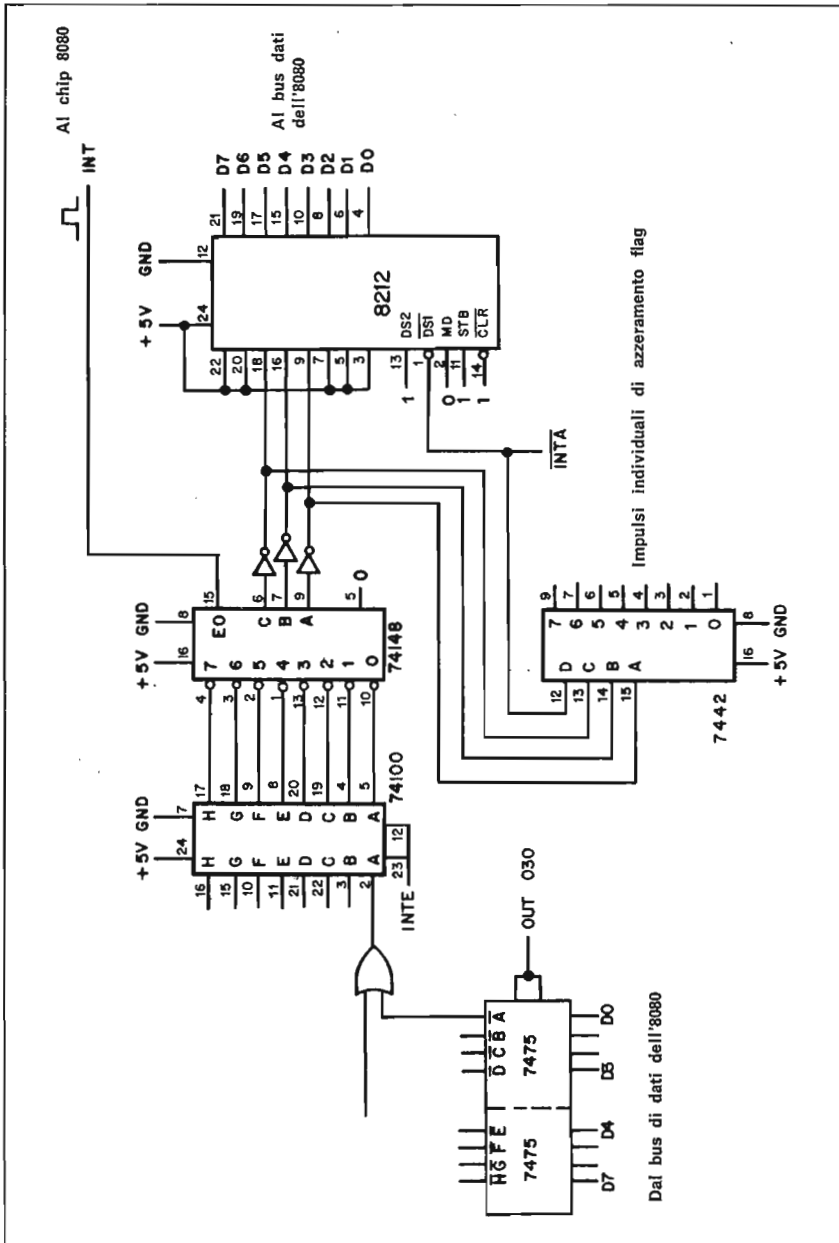 Al chip 8080
INT
Al bus dati
dell'8080
D7
D6
D5
D4
D3
D2
D1
D0
21
19
17
15
10
8
6
4
GND
12
+5V
24
8212
22
20
18
16
9
7
5
3
DS2
DS1
MD
STB
CLR
13
1
2
11
14
1
0
1
1
INTA
15
EO
GND
8
+5V
16
C
B
A
6
7
9
5
0
74148
7
6
5
4
3
2
1
0
4
3
2
1
13
12
11
10
Impulsi individuali di azzeramento flag
9
7
6
5
4
3
2
1
7
6
5
4
3
2
1
0
D
C
B
A
12
13
14
15
7442
16
8
+5V
GND
74100
17
18
9
8
20
19
4
5
GND
7
+5V
24
H
G
F
E
D
C
B
A
H
G
F
E
D
C
B
A
16
15
10
11
21
22
3
2
23
12
INTE
OUT 030
D C B A
7475
H G F E
7475
D0
D3
D4
D7
Dal bus di dati dell'8080